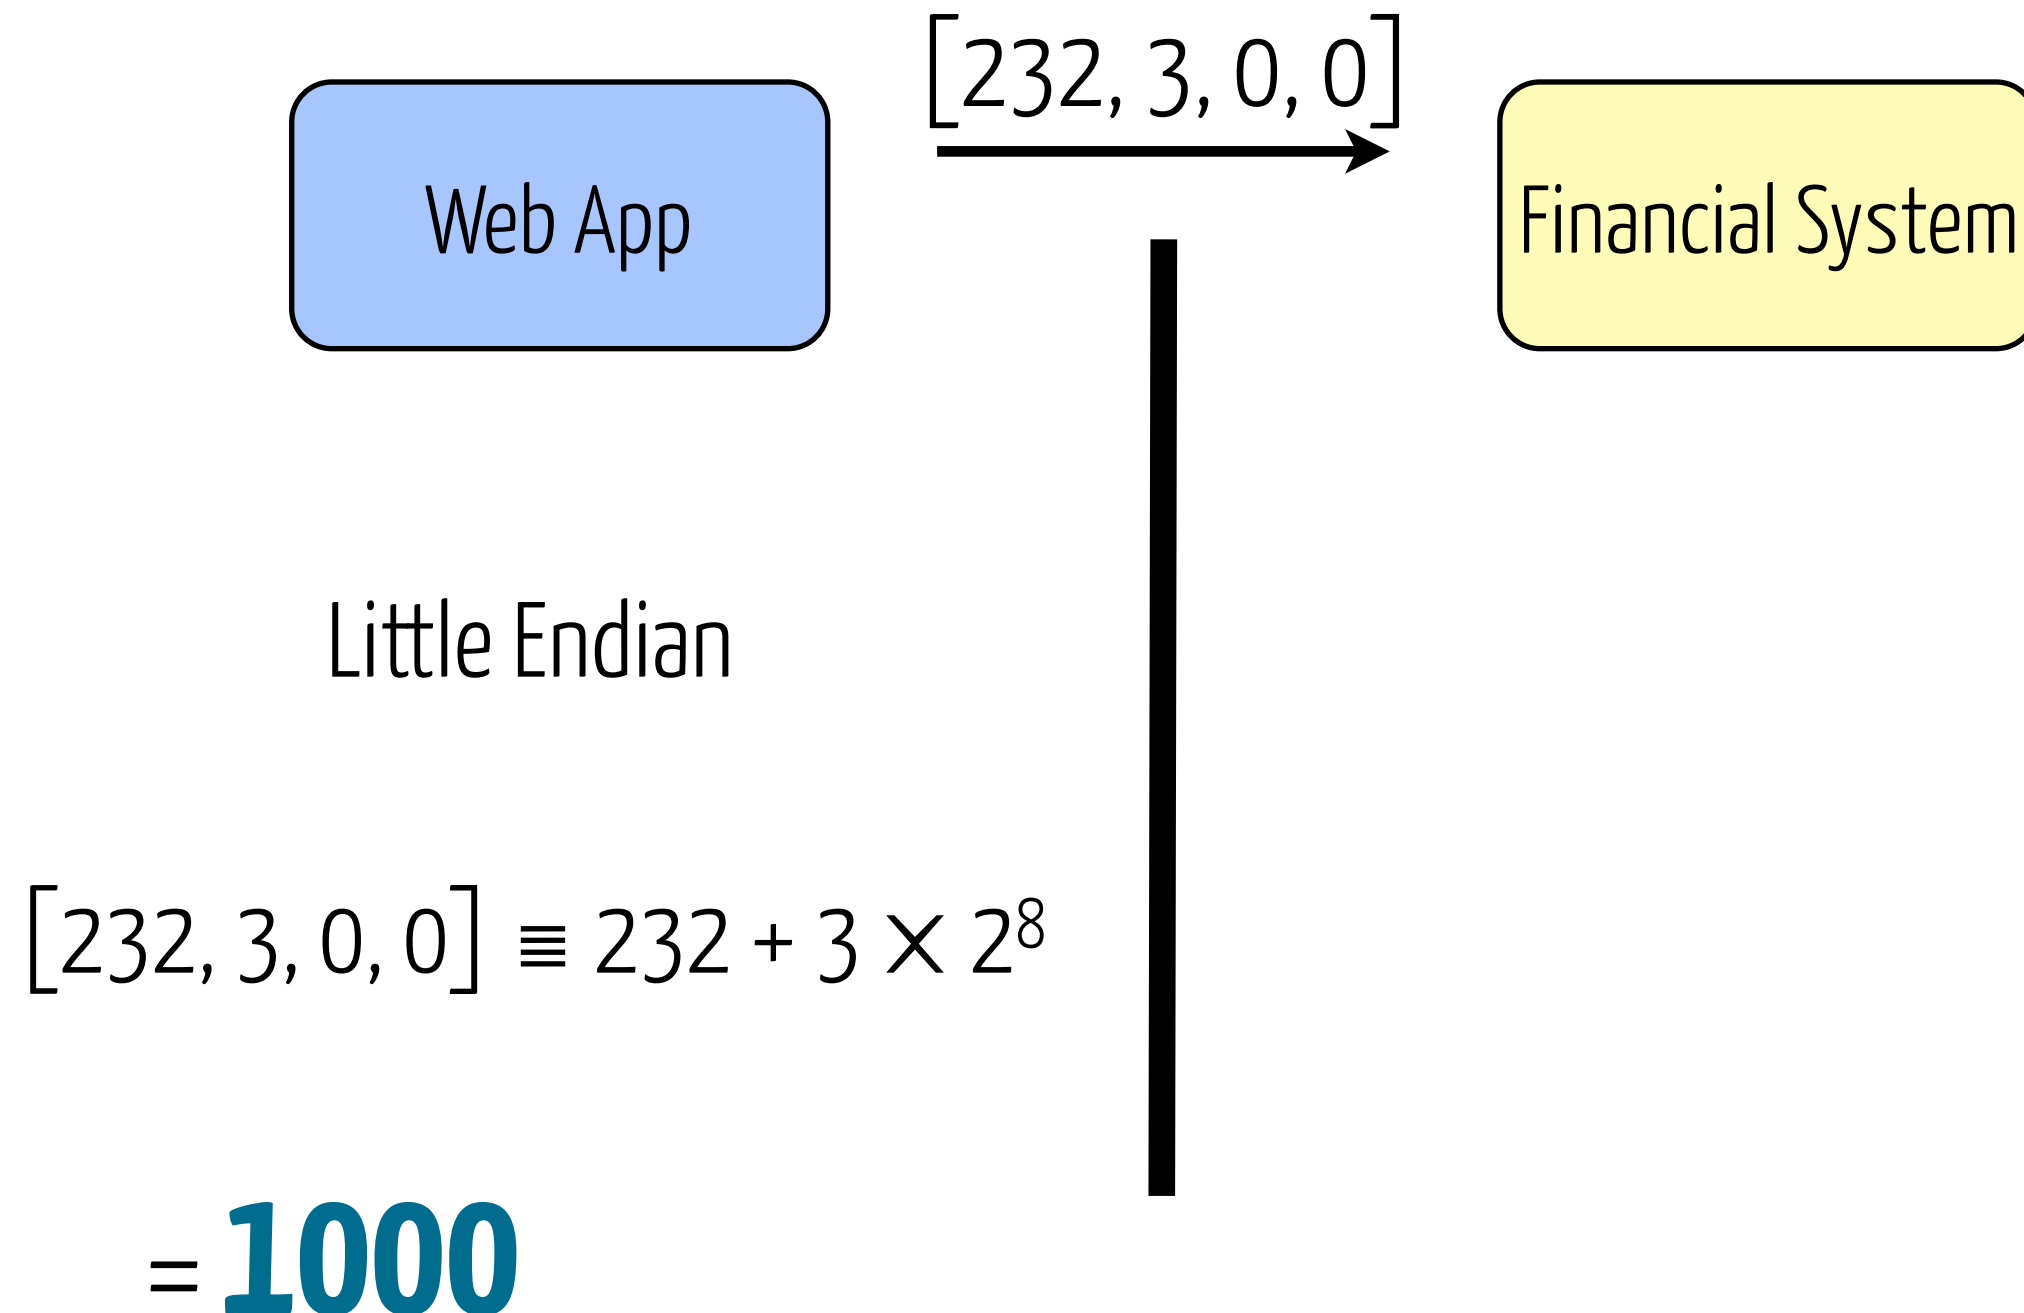 [232, 3, 0, 0]
Web App
Financial System
Little Endian
[232, 3, 0, 0] ≣ 232 + 3 × 2⁸
= 1000